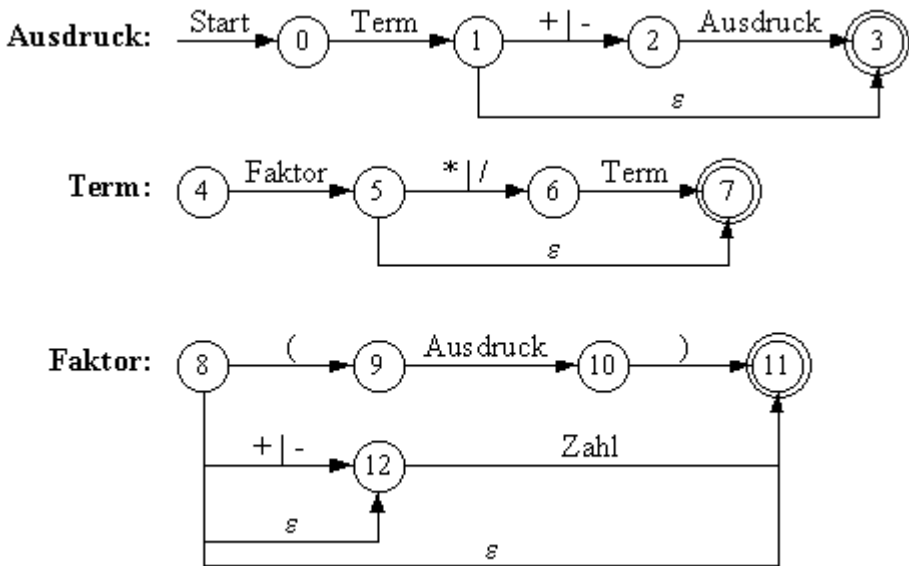 Ausdruck: Start 0 Term 1 +|- 2 Ausdruck 3
ε
Term: 4 Faktor 5 *|/ 6 Term 7
ε
Faktor: 8 ( 9 Ausdruck 10 ) 11
+|- 12 Zahl
ε
ε